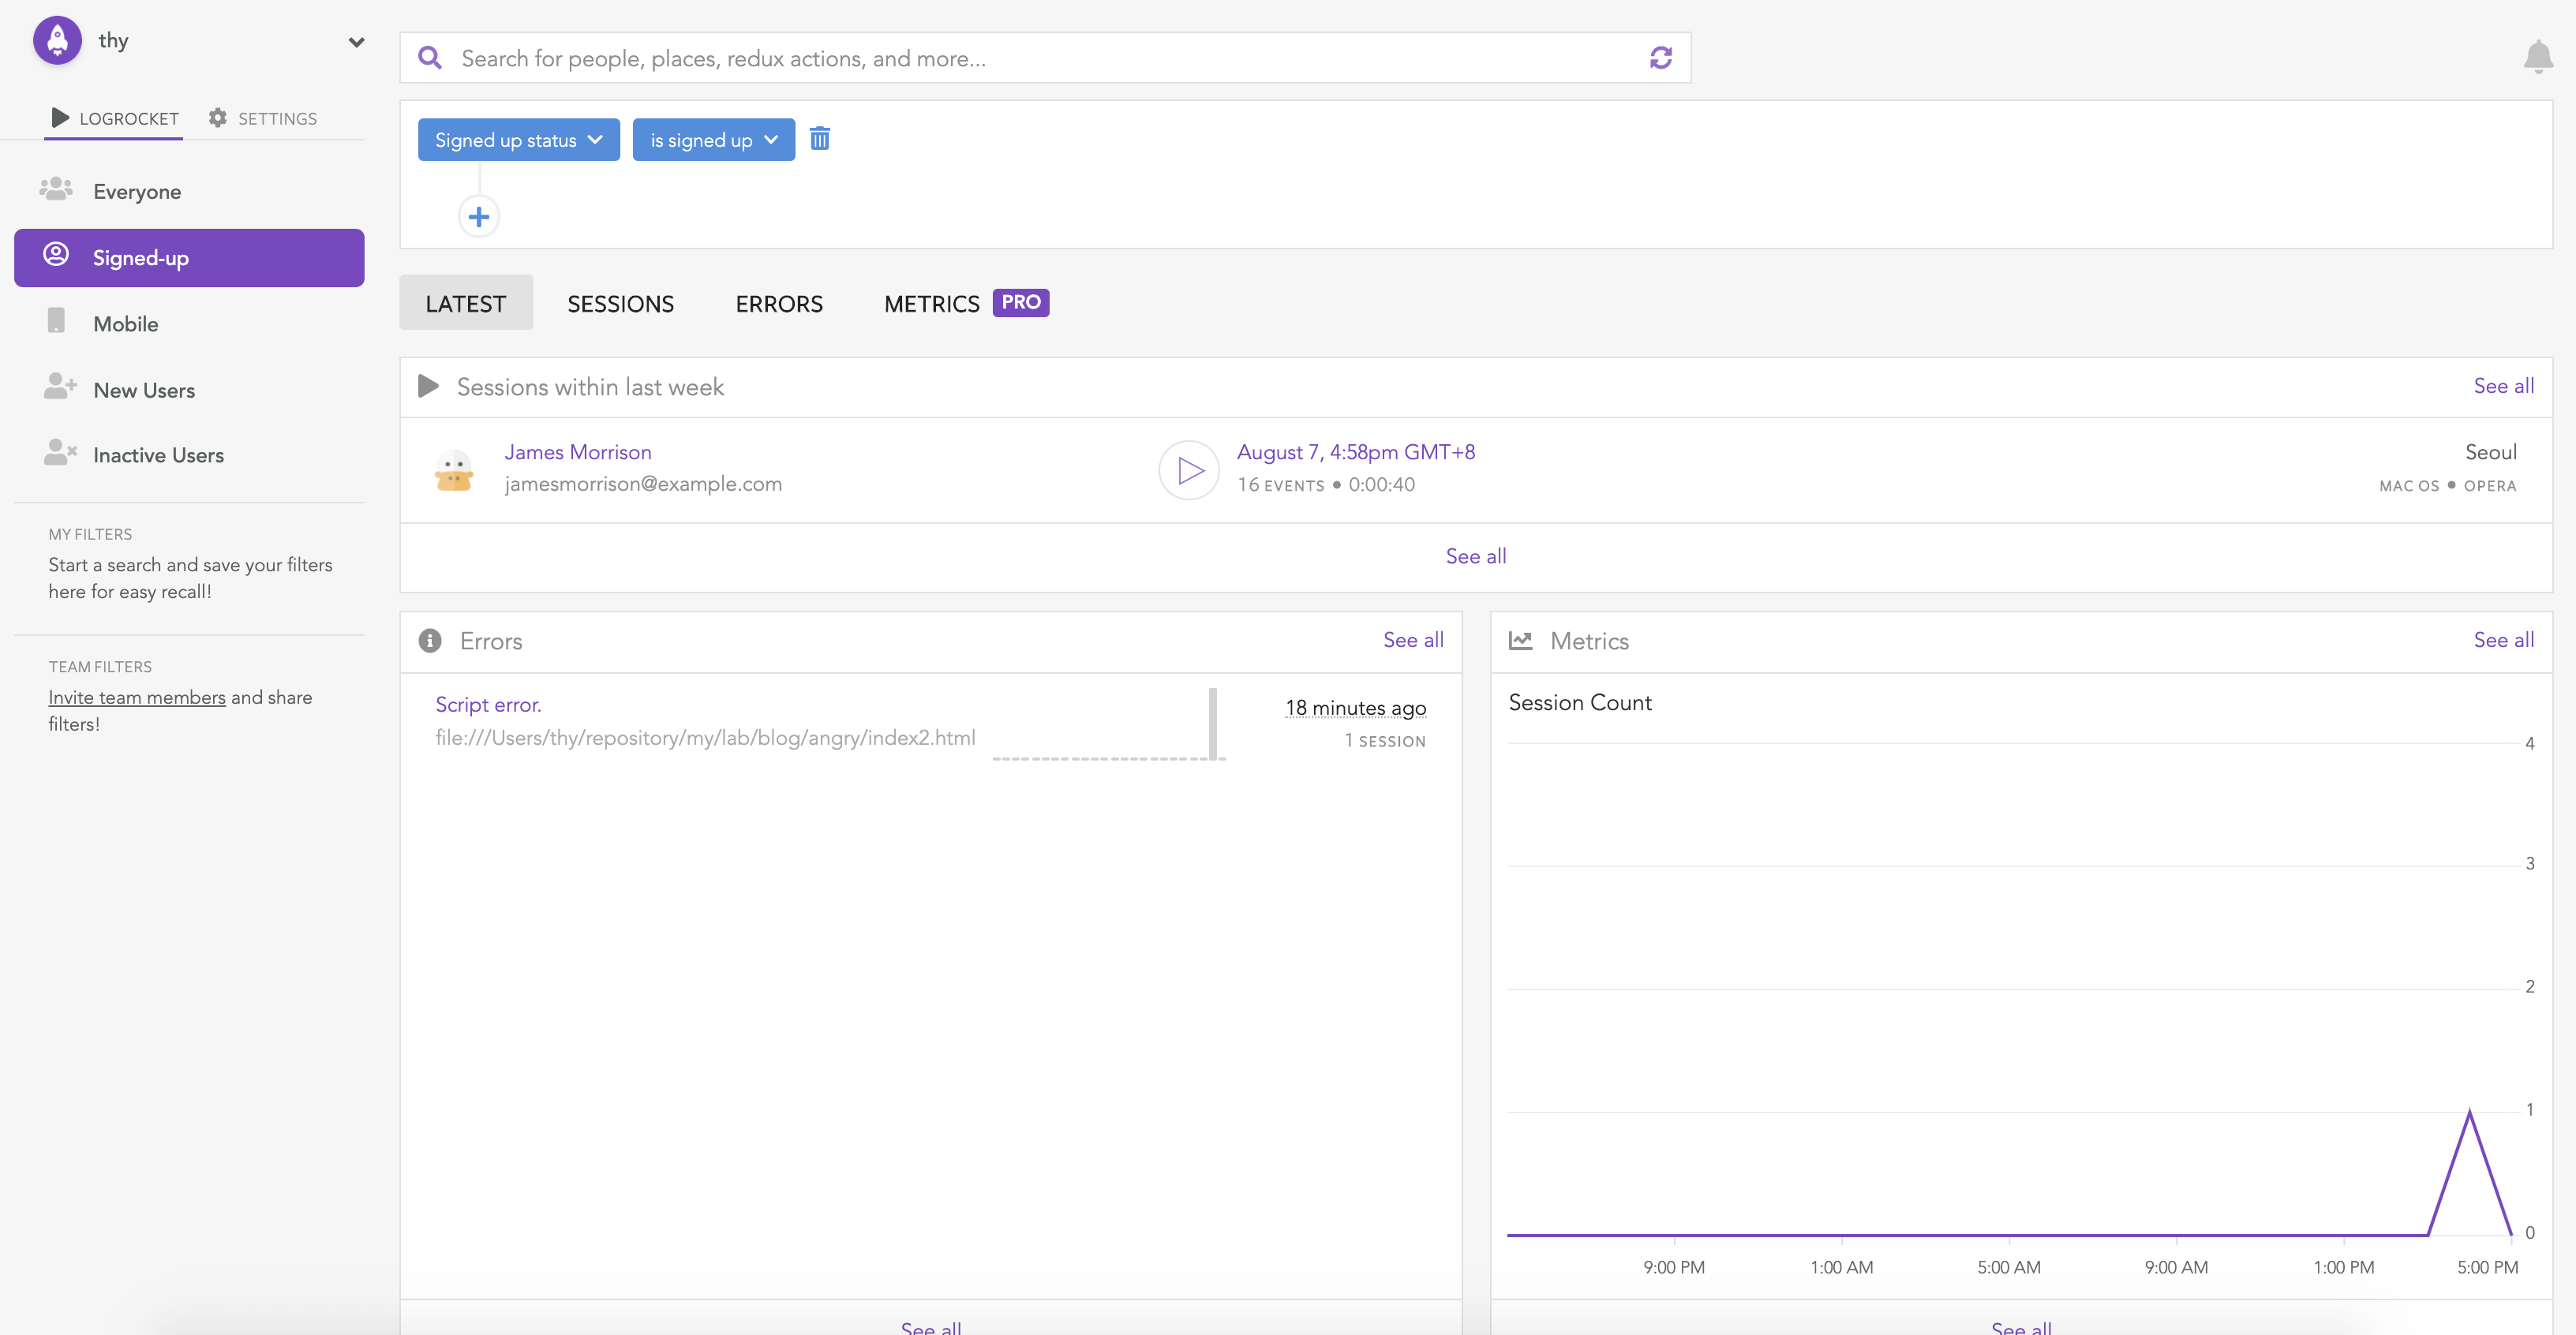 thy
LOGROCKET SETTINGS
Everyone
Signed-up
Mobile
New Users
Inactive Users
MY FILTERS
Start a search and save your filters
here for easy recall!
TEAM FILTERS
Invite team members and share
filters!
Search for people, places, redux actions, and more...
Signed up status is signed up
LATEST SESSIONS ERRORS METRICS PRO
Sessions within last week See all
James Morrison August 7, 4:58pm GMT+8 Seoul
jamesmorrison@example.com 16 EVENTS • 0:00:40 MAC OS • OPERA
See all
Errors See all
Script error. 18 minutes ago
file:///Users/thy/repository/my/lab/blog/angry/index2.html 1 SESSION
See all
Metrics See all
Session Count
4
3
2
1
0
9:00 PM 1:00 AM 5:00 AM 9:00 AM 1:00 PM 5:00 PM
See all